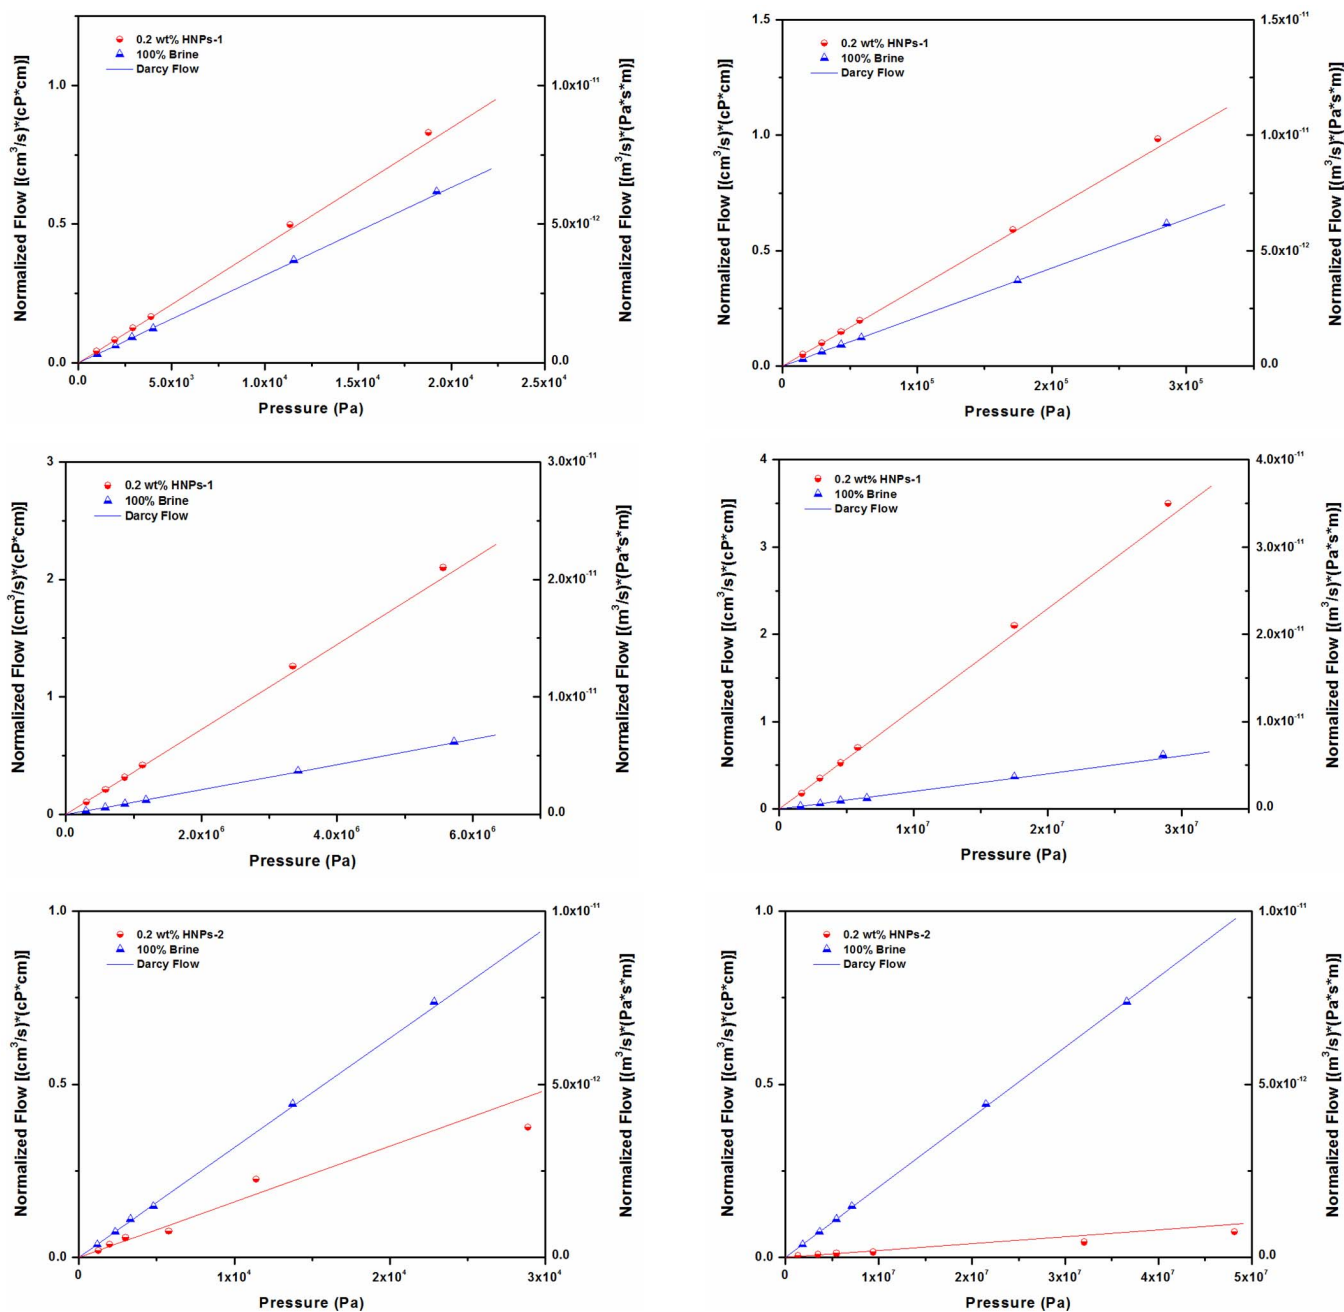 0.2 wt% HNPs-1
100% Brine
Darcy Flow
Normalized Flow [(cm³/s)*(cP*cm)]
1.0
0.5
0.0
Normalized Flow [(m³/s)*(Pa*s*m)]
1.0x10⁻¹¹
5.0x10⁻¹²
0.0
0.0 5.0x10³ 1.0x10⁴ 1.5x10⁴ 2.0x10⁴ 2.5x10⁴
Pressure (Pa)
0.2 wt% HNPs-1
100% Brine
Darcy Flow
Normalized Flow [(cm³/s)*(cP*cm)]
1.5
1.0
0.5
0.0
Normalized Flow [(m³/s)*(Pa*s*m)]
1.5x10⁻¹¹
1.0x10⁻¹¹
5.0x10⁻¹²
0.0
0 1x10⁵ 2x10⁵ 3x10⁵
Pressure (Pa)
0.2 wt% HNPs-1
100% Brine
Darcy Flow
Normalized Flow [(cm³/s)*(cP*cm)]
3
2
1
0
Normalized Flow [(m³/s)*(Pa*s*m)]
3.0x10⁻¹¹
2.0x10⁻¹¹
1.0x10⁻¹¹
0.0
0.0 2.0x10⁶ 4.0x10⁶ 6.0x10⁶
Pressure (Pa)
0.2 wt% HNPs-1
100% Brine
Darcy Flow
Normalized Flow [(cm³/s)*(cP*cm)]
4
3
2
1
0
Normalized Flow [(m³/s)*(Pa*s*m)]
4.0x10⁻¹¹
3.0x10⁻¹¹
2.0x10⁻¹¹
1.0x10⁻¹¹
0.0
0 1x10⁷ 2x10⁷ 3x10⁷
Pressure (Pa)
0.2 wt% HNPs-2
100% Brine
Darcy Flow
Normalized Flow [(cm³/s)*(cP*cm)]
1.0
0.5
0.0
Normalized Flow [(m³/s)*(Pa*s*m)]
1.0x10⁻¹¹
5.0x10⁻¹²
0.0
0 1x10⁴ 2x10⁴ 3x10⁴
Pressure (Pa)
0.2 wt% HNPs-2
100% Brine
Darcy Flow
Normalized Flow [(cm³/s)*(cP*cm)]
1.0
0.5
0.0
Normalized Flow [(m³/s)*(Pa*s*m)]
1.0x10⁻¹¹
5.0x10⁻¹²
0.0
0 1x10⁷ 2x10⁷ 3x10⁷ 4x10⁷ 5x10⁷
Pressure (Pa)